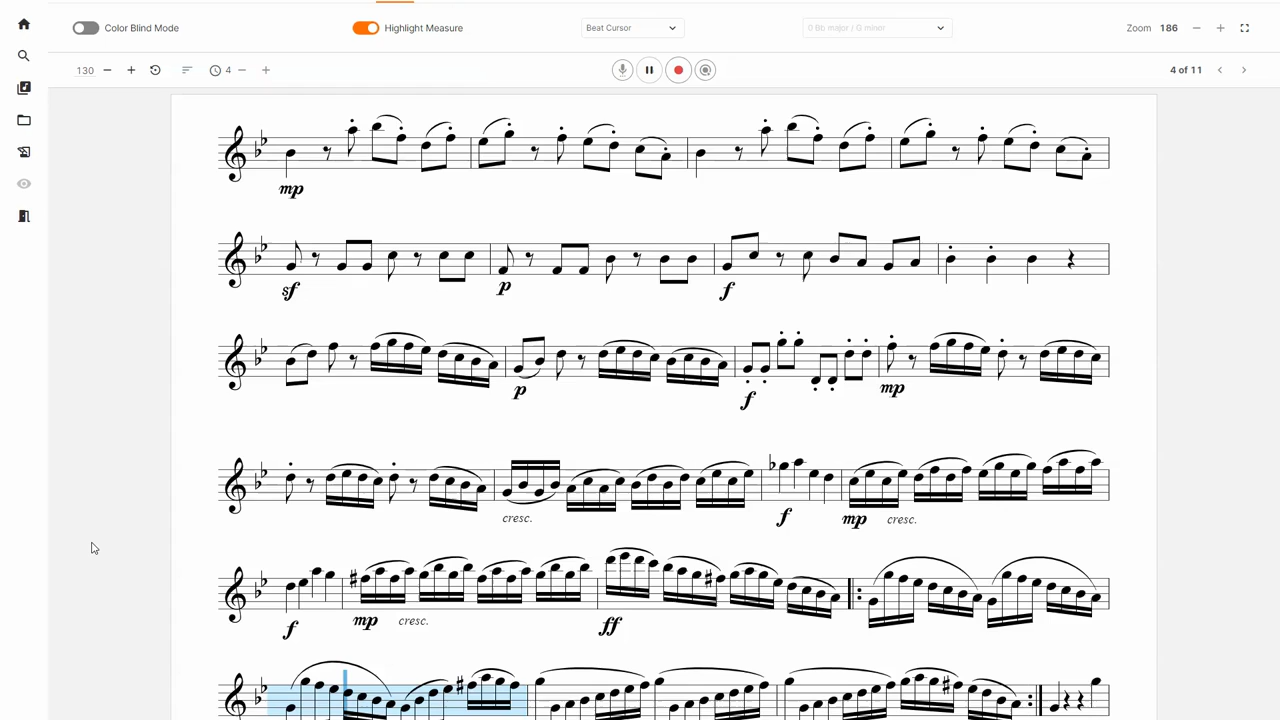 Color Blind Mode Highlight Measure Beat Cursor 0 Bb major / G minor Zoom 186
130 4 4 of 11
mp
sf p f
p f mp
cresc. f mp cresc.
f mp cresc. ff